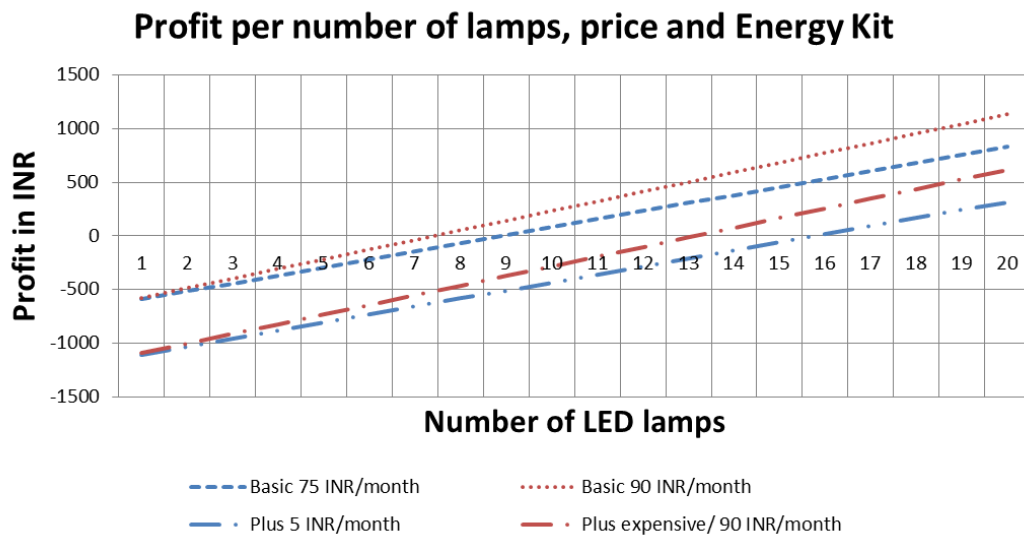 Profit per number of lamps, price and Energy Kit
1500
1000
500
0
-500
-1000
-1500
Profit in INR
1 2 3 4 5 6 7 8 9 10 11 12 13 14 15 16 17 18 19 20
Number of LED lamps
Basic 75 INR/month Basic 90 INR/month
Plus 5 INR/month Plus expensive/ 90 INR/month